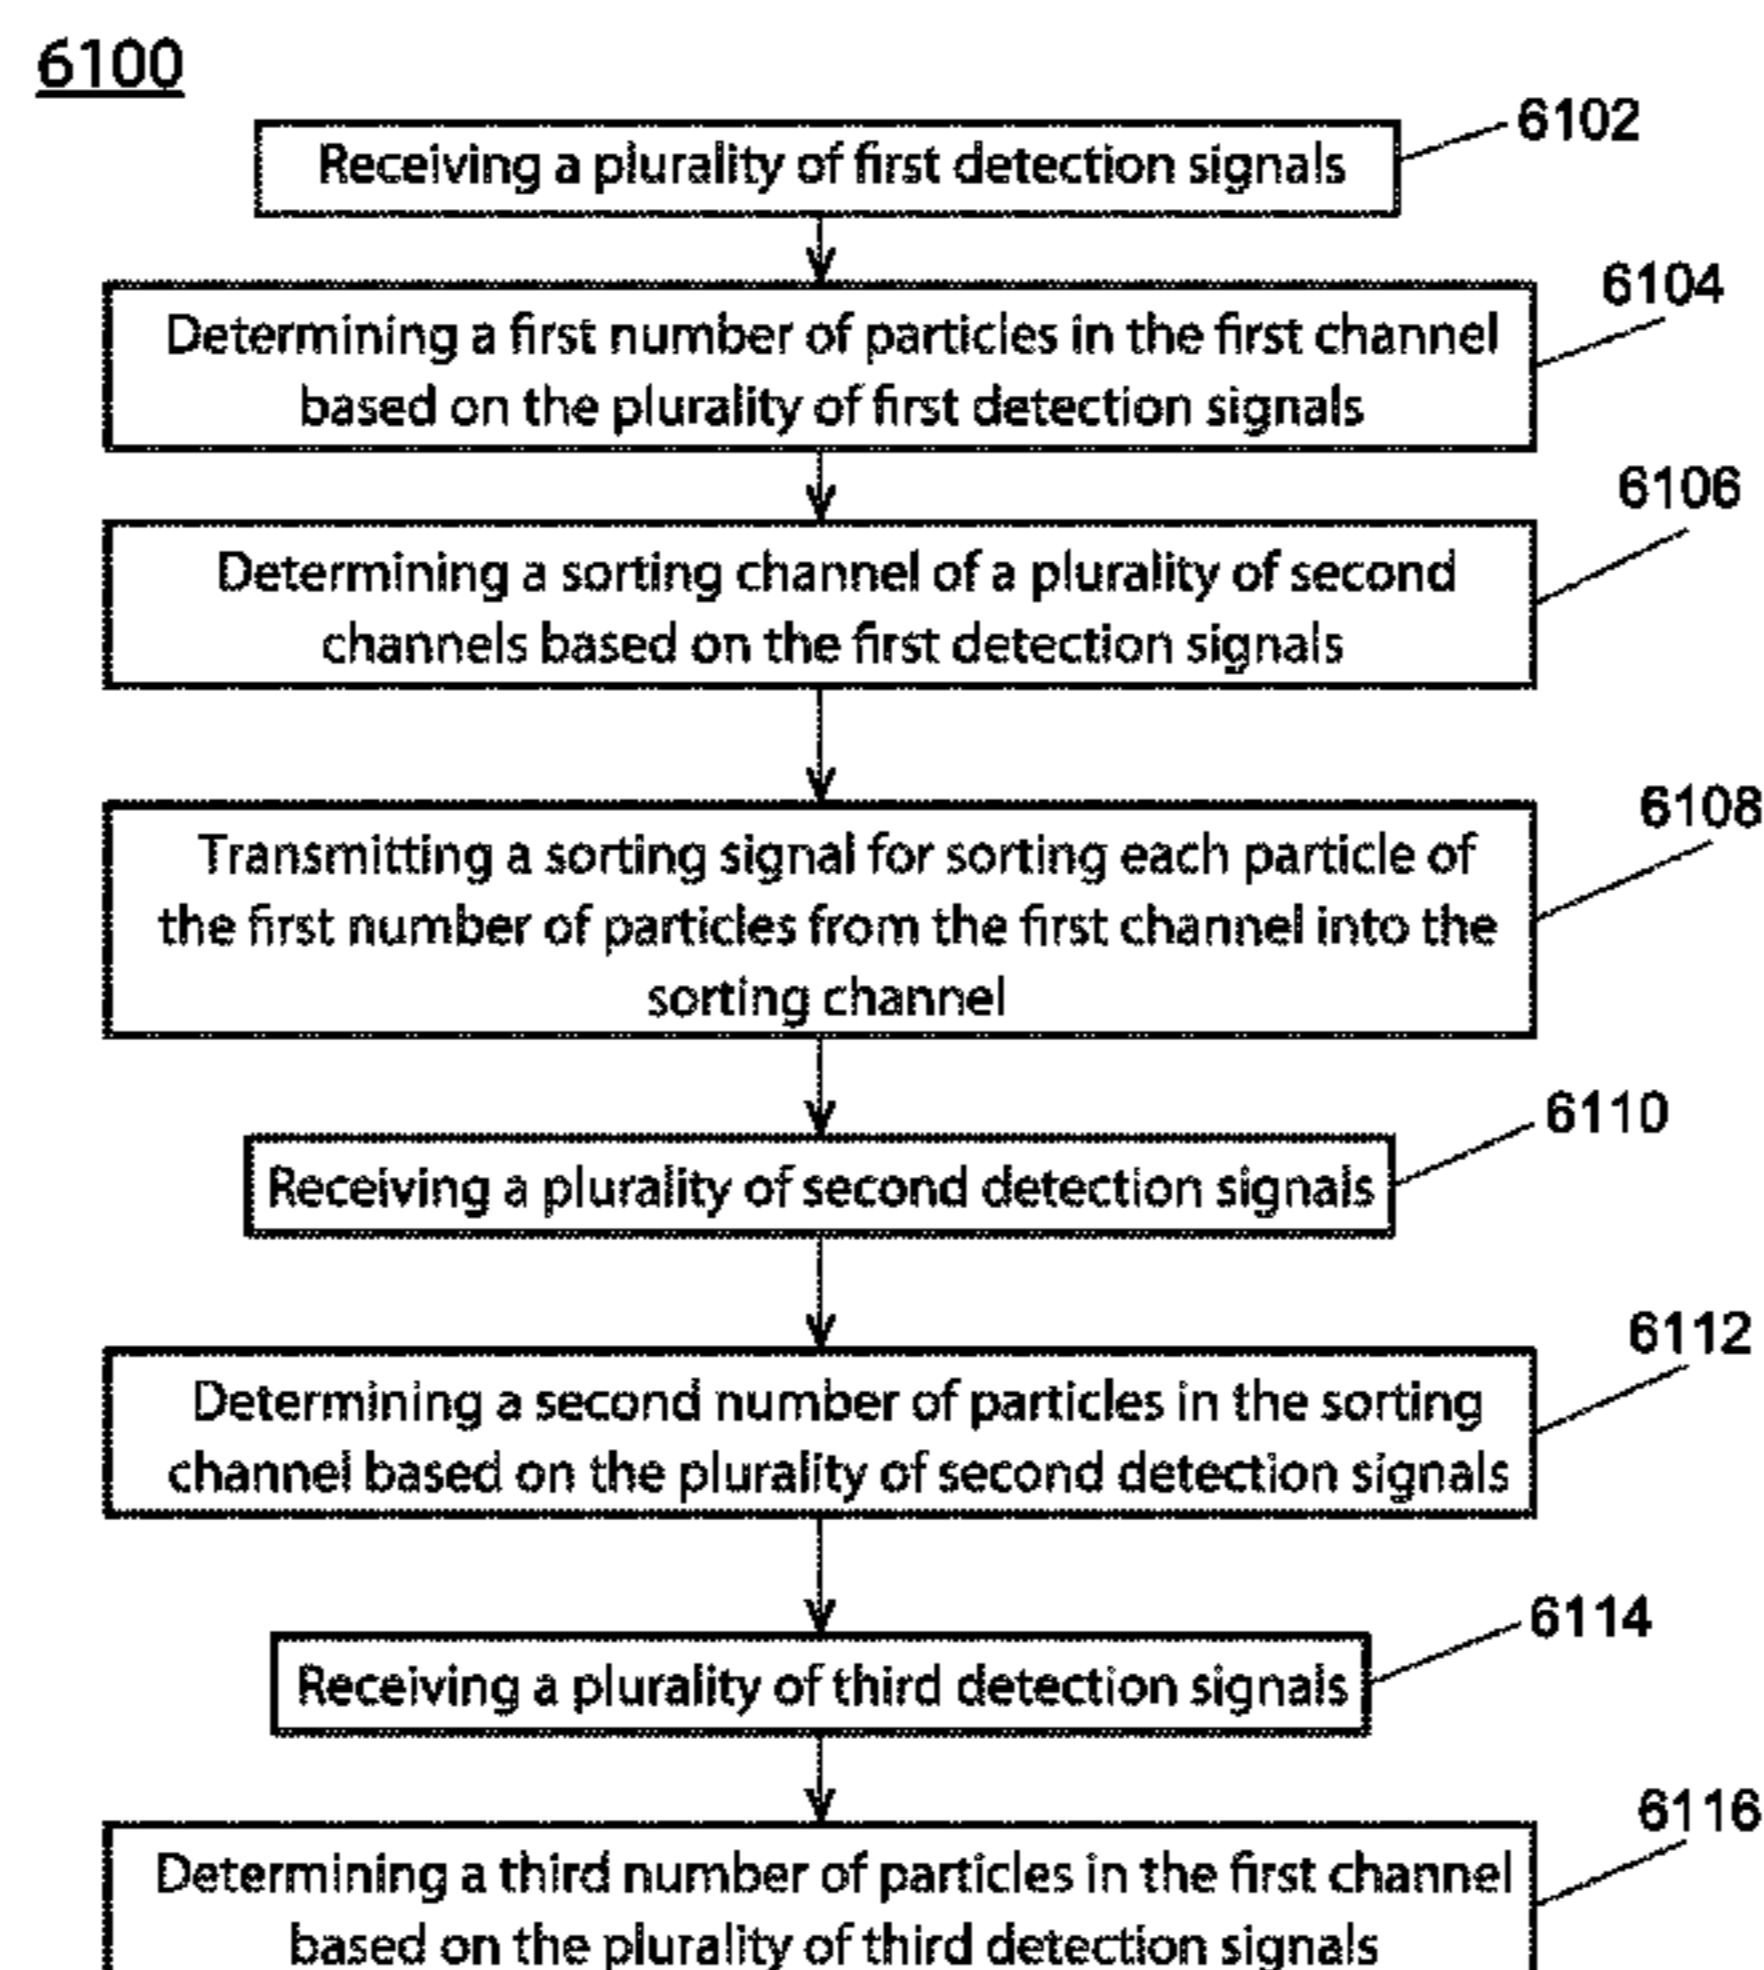 6100
6102
Receiving a plurality of first detection signals
6104
Determining a first number of particles in the first channel
based on the plurality of first detection signals
6106
Determining a sorting channel of a plurality of second
channels based on the first detection signals
6108
Transmitting a sorting signal for sorting each particle of
the first number of particles from the first channel into the
sorting channel
6110
Receiving a plurality of second detection signals
6112
Determining a second number of particles in the sorting
channel based on the plurality of second detection signals
6114
Receiving a plurality of third detection signals
6116
Determining a third number of particles in the first channel
based on the plurality of third detection signals